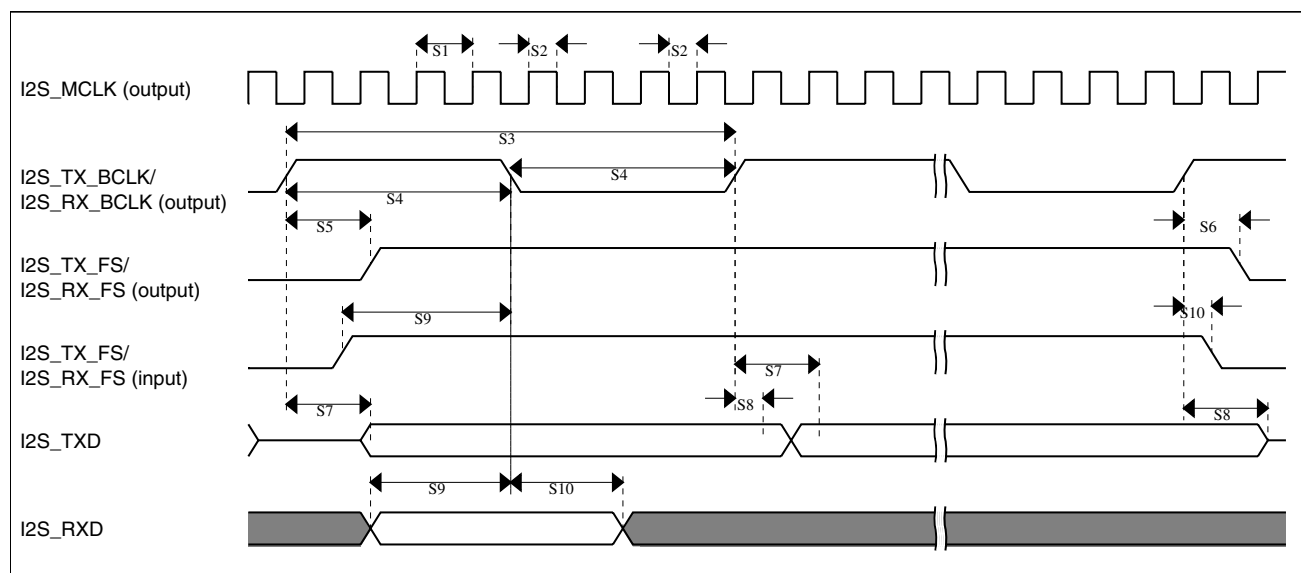 S1 S2 S2
I2S_MCLK (output)
S3
I2S_TX_BCLK/
I2S_RX_BCLK (output)
S4
S4
S5 S6
I2S_TX_FS/
I2S_RX_FS (output)
S9 S10
I2S_TX_FS/
I2S_RX_FS (input)
S7
S7 S8 S8
I2S_TXD
S9 S10
I2S_RXD